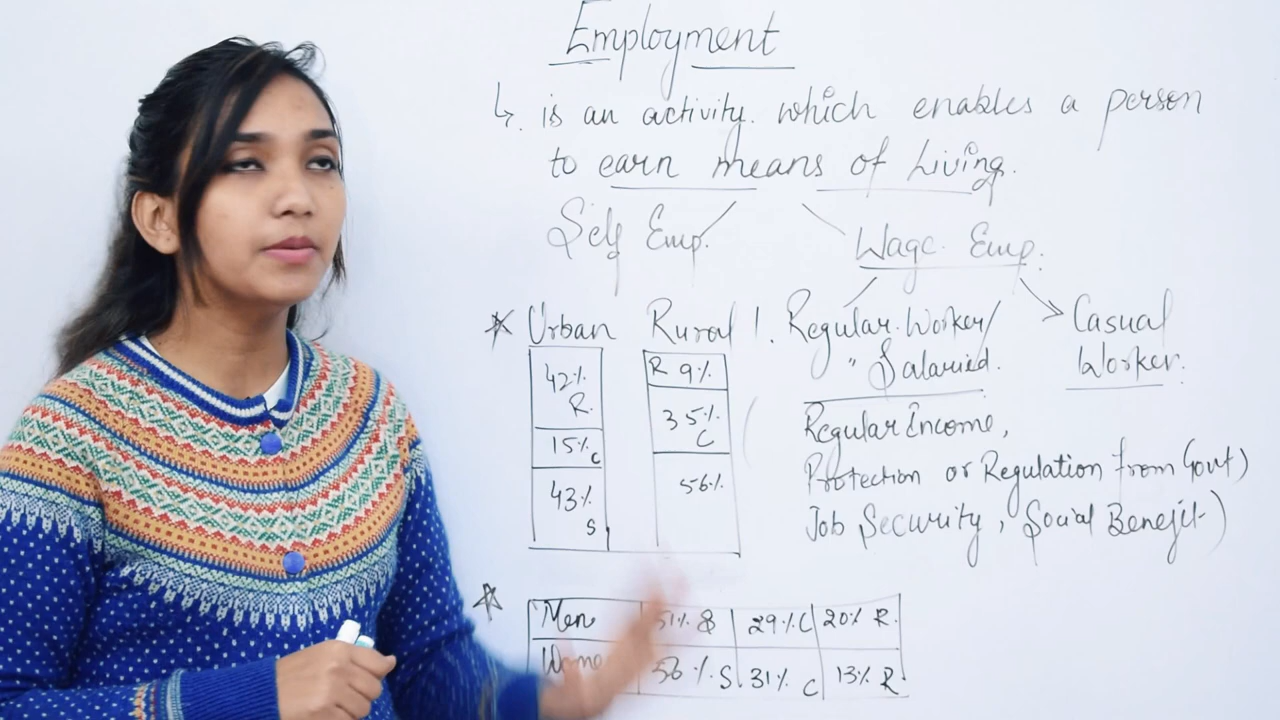 Employment
↳. is an activity. which enables a person
to earn means of Living.
Self Emp. Wage Emp.
* Urban Rural ! Regular Worker/
" Salaried.
Casual
Worker.
42% R.
15% C
43% S
R 9%
35% C
56%
Regular Income,
Protection or Regulation from Govt)
Job Security, Social Benefit)
Men 51% S 29% C 20% R.
56% S 31% C 13% R